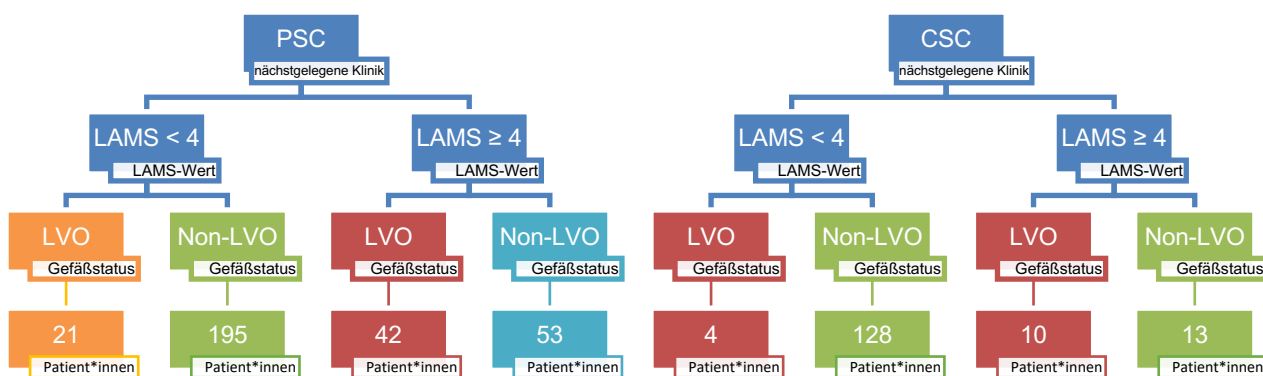 PSC
nächstgelegene Klinik
CSC
nächstgelegene Klinik
LAMS < 4
LAMS-Wert
LAMS ≥ 4
LAMS-Wert
LAMS < 4
LAMS-Wert
LAMS ≥ 4
LAMS-Wert
LVO
Gefäßstatus
Non-LVO
Gefäßstatus
LVO
Gefäßstatus
Non-LVO
Gefäßstatus
LVO
Gefäßstatus
Non-LVO
Gefäßstatus
LVO
Gefäßstatus
Non-LVO
Gefäßstatus
21
Patient*innen
195
Patient*innen
42
Patient*innen
53
Patient*innen
4
Patient*innen
128
Patient*innen
10
Patient*innen
13
Patient*innen